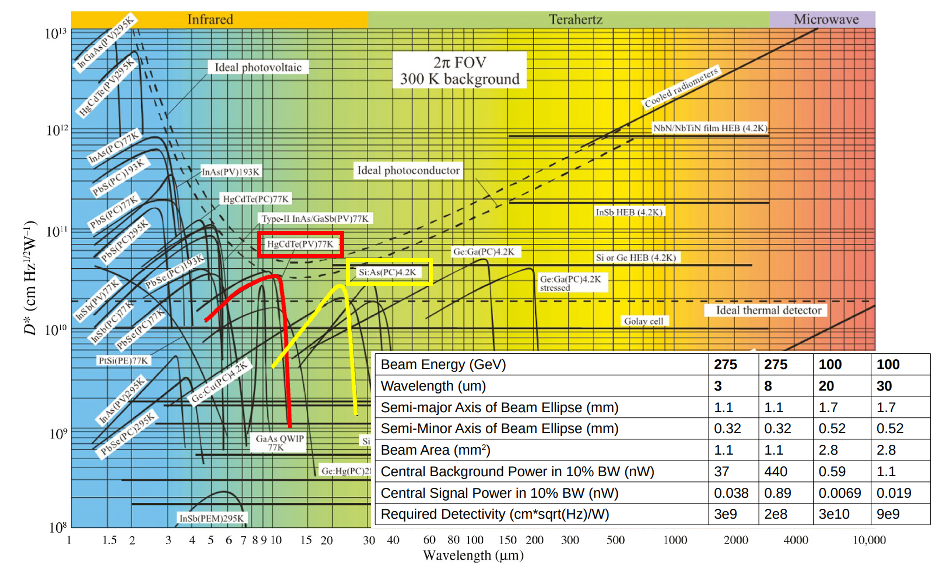 Infrared
Terahertz
Microwave
10¹³
10¹²
10¹¹
10¹⁰
10⁹
10⁸
D* (cm Hz^1/2 W⁻¹)
InGaAs(PV)295K
HgCdTe(PV)295K
Ideal photovoltaic
2π FOV
300 K background
Cooled radiometers
NbN/NbTiN film HEB (4.2K)
InAs(PC)77K
PbS(PC)193K
InAs(PV)193K
Ideal photoconductor
HgCdTe(PC)77K
PbS(PC)77K
Type-II InAs/GaSb(PV)77K
InSb HEB (4.2K)
PbS(PC)295K
HgCdTe(PV)77K
Ge:Ga(PC)4.2K
Si or Ge HEB (4.2K)
PbSe(PC)193K
Si:As(PC)4.2K
Ge:Ga(PC)4.2K
stressed
InSb(PV)77K
Ideal thermal detector
InSb(PC)77K
PbSe(PC)77K
Golay cell
PtSi(PE)77K
Ge:Cu(PC)4.2K
InAs(PV)295K
PbSe(PC)295K
GaAs QWIP
77K
Si
Ge:Hg(PC)2
InSb(PEM)295K
Beam Energy (GeV) 275 275 100 100
Wavelength (um) 3 8 20 30
Semi-major Axis of Beam Ellipse (mm) 1.1 1.1 1.7 1.7
Semi-Minor Axis of Beam Ellipse (mm) 0.32 0.32 0.52 0.52
Beam Area (mm²) 1.1 1.1 2.8 2.8
Central Background Power in 10% BW (nW) 37 440 0.59 1.1
Central Signal Power in 10% BW (nW) 0.038 0.89 0.0069 0.019
Required Detectivity (cm*sqrt(Hz)/W) 3e9 2e8 3e10 9e9
1 1.5 2 3 4 5 6 7 8 9 10 15 20 30 40 60 80 100 150 200 300 500 1000 2000 4000 10,000
Wavelength (μm)